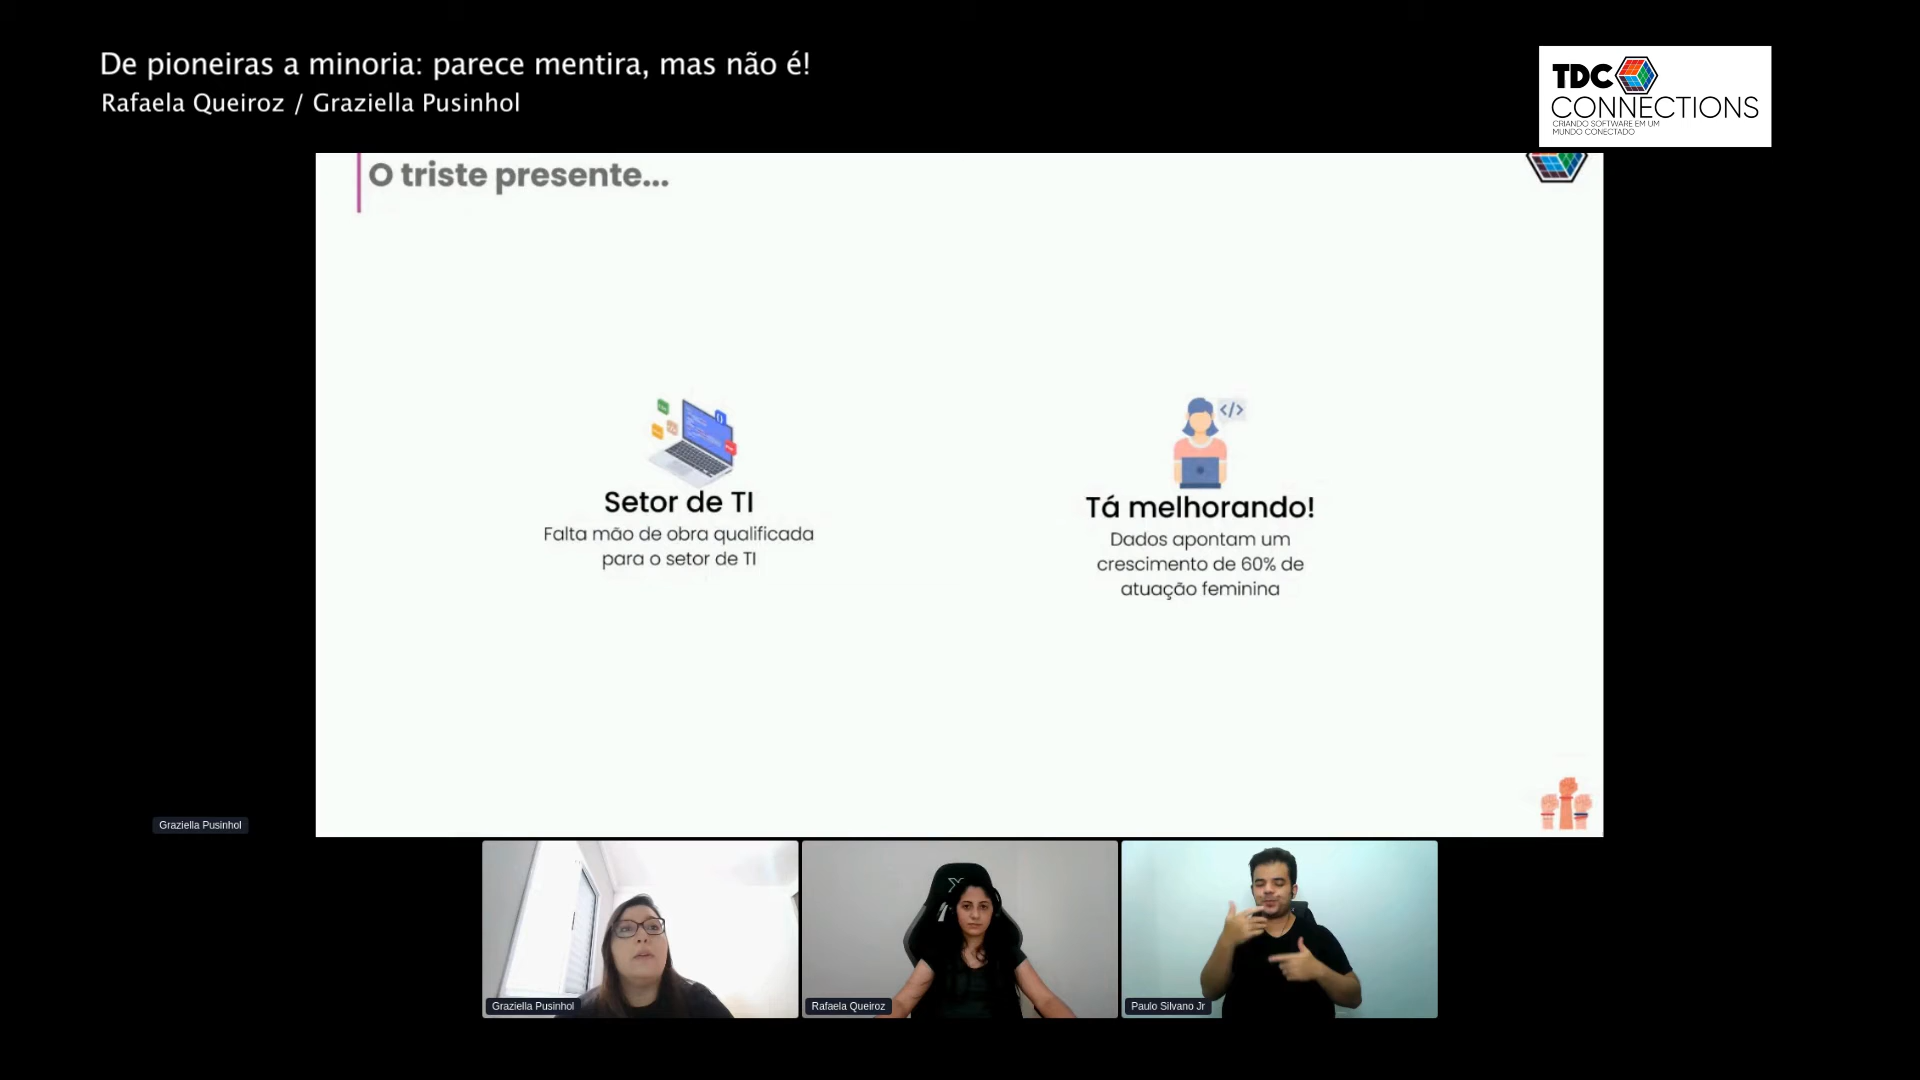 De pioneiras a minoria: parece mentira, mas não é!
Rafaela Queiroz / Graziella Pusinhol
TDC
CONNECTIONS
CRIANDO SOFTWARE EM UM
MUNDO CONECTADO
O triste presente...
</>
Setor de TI
Falta mão de obra qualificada
para o setor de TI
Tá melhorando!
Dados apontam um
crescimento de 60% de
atuação feminina
Graziella Pusinhol
Graziella Pusinhol
Rafaela Queiroz
Paulo Silvano Jr